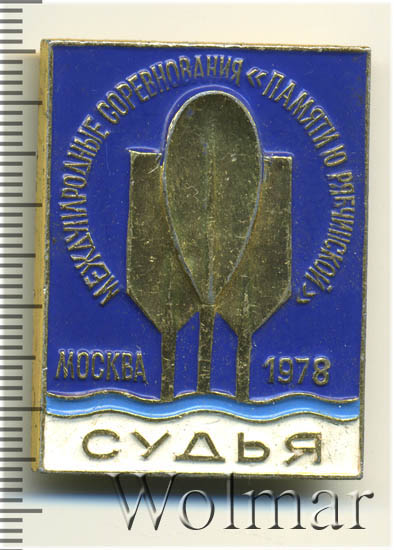 МЕЖДУНАРОДНЫЕ СОРЕВНОВАНИЯ «ПАМЯТИ Ю РЯБЧИНСКОЙ»
МОСКВА 1978
СУДЬЯ
Wolmar